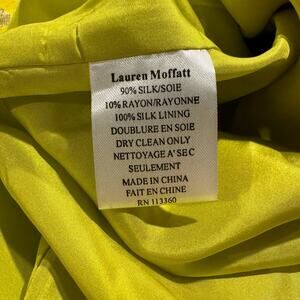 Lauren Moffatt
90% SILK/SOIE
10% RAYON/RAYONNE
100% SILK LINING
DOUBLURE EN SOIE
DRY CLEAN ONLY
NETTOYAGE A' SEC
SEULEMENT
MADE IN CHINA
FAIT EN CHINE
RN 113360